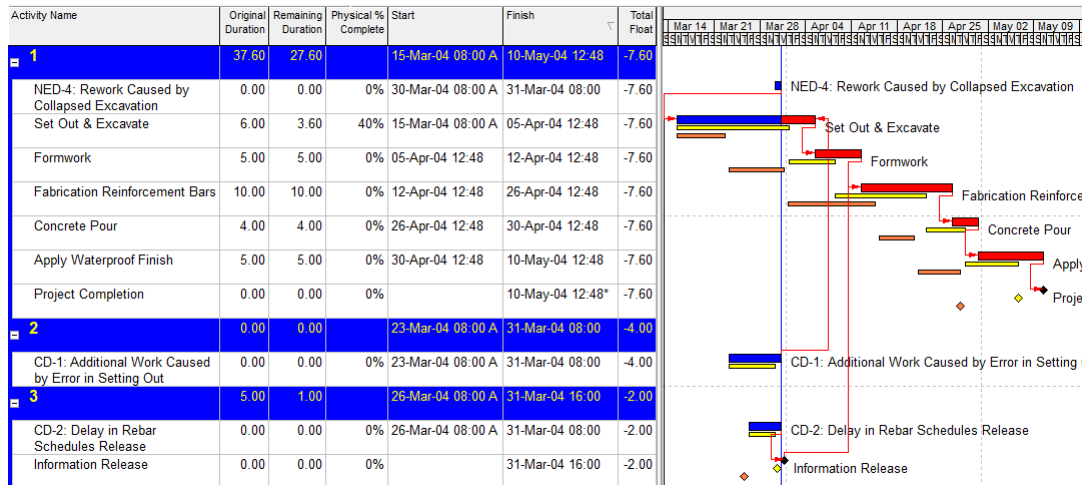 Activity Name Original Remaining Physical % Start Finish Total
Duration Duration Complete Float
Mar 14 Mar 21 Mar 28 Apr 04 Apr 11 Apr 18 Apr 25 May 02 May 09
1 37.60 27.60 15-Mar-04 08:00 A 10-May-04 12:48 -7.60
NED-4: Rework Caused by 0.00 0.00 0% 30-Mar-04 08:00 A 31-Mar-04 08:00 -7.60 NED-4: Rework Caused by Collapsed Excavation
Collapsed Excavation
Set Out & Excavate 6.00 3.60 40% 15-Mar-04 08:00 A 05-Apr-04 12:48 -7.60 Set Out & Excavate
Formwork 5.00 5.00 0% 05-Apr-04 12:48 12-Apr-04 12:48 -7.60 Formwork
Fabrication Reinforcement Bars 10.00 10.00 0% 12-Apr-04 12:48 26-Apr-04 12:48 -7.60 Fabrication Reinforce
Concrete Pour 4.00 4.00 0% 26-Apr-04 12:48 30-Apr-04 12:48 -7.60 Concrete Pour
Apply Waterproof Finish 5.00 5.00 0% 30-Apr-04 12:48 10-May-04 12:48 -7.60 Apply
Project Completion 0.00 0.00 0% 10-May-04 12:48* -7.60 Proje
2 0.00 0.00 23-Mar-04 08:00 A 31-Mar-04 08:00 -4.00
CD-1: Additional Work Caused 0.00 0.00 0% 23-Mar-04 08:00 A 31-Mar-04 08:00 -4.00 CD-1: Additional Work Caused by Error in Setting
by Error in Setting Out
3 5.00 1.00 26-Mar-04 08:00 A 31-Mar-04 16:00 -2.00
CD-2: Delay in Rebar 0.00 0.00 0% 26-Mar-04 08:00 A 31-Mar-04 08:00 -2.00 CD-2: Delay in Rebar Schedules Release
Schedules Release
Information Release 0.00 0.00 0% 31-Mar-04 16:00 -2.00 Information Release